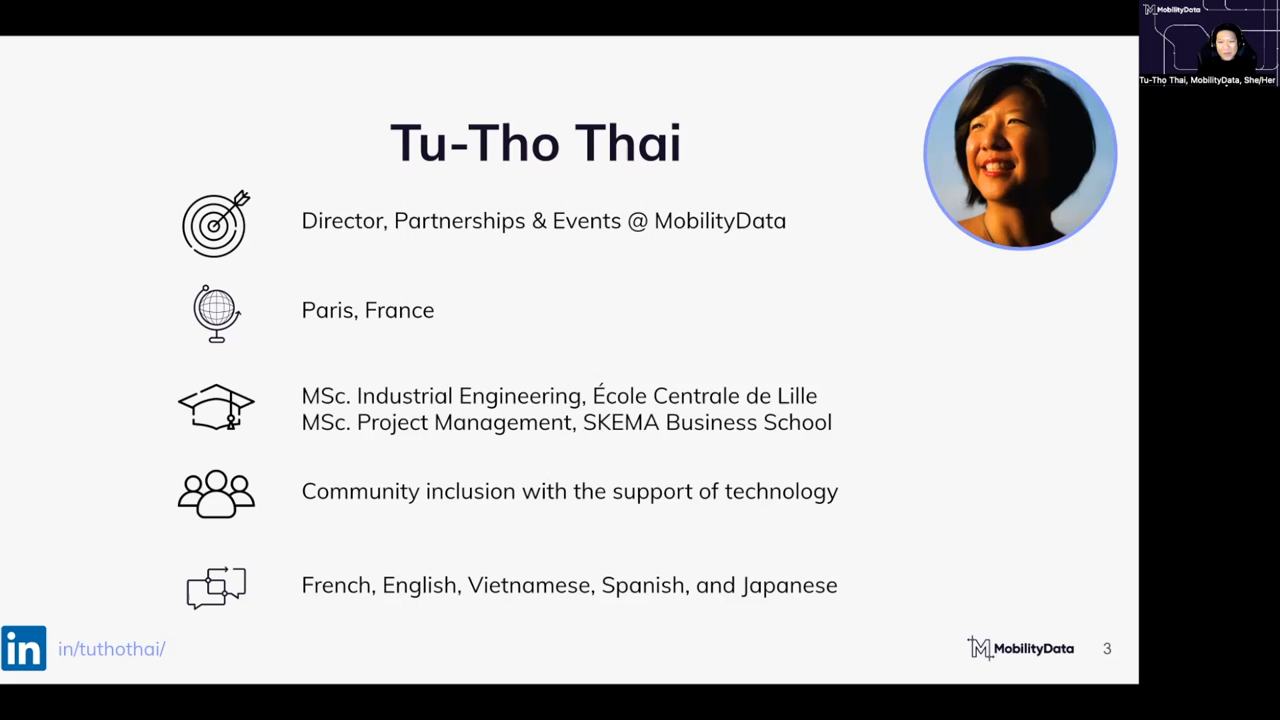 MobilityData
Tu-Tho Thai, MobilityData, She/Her
Tu-Tho Thai
Director, Partnerships & Events @ MobilityData
Paris, France
MSc. Industrial Engineering, École Centrale de Lille
MSc. Project Management, SKEMA Business School
Community inclusion with the support of technology
French, English, Vietnamese, Spanish, and Japanese
in in/tuthothai/
MobilityData 3